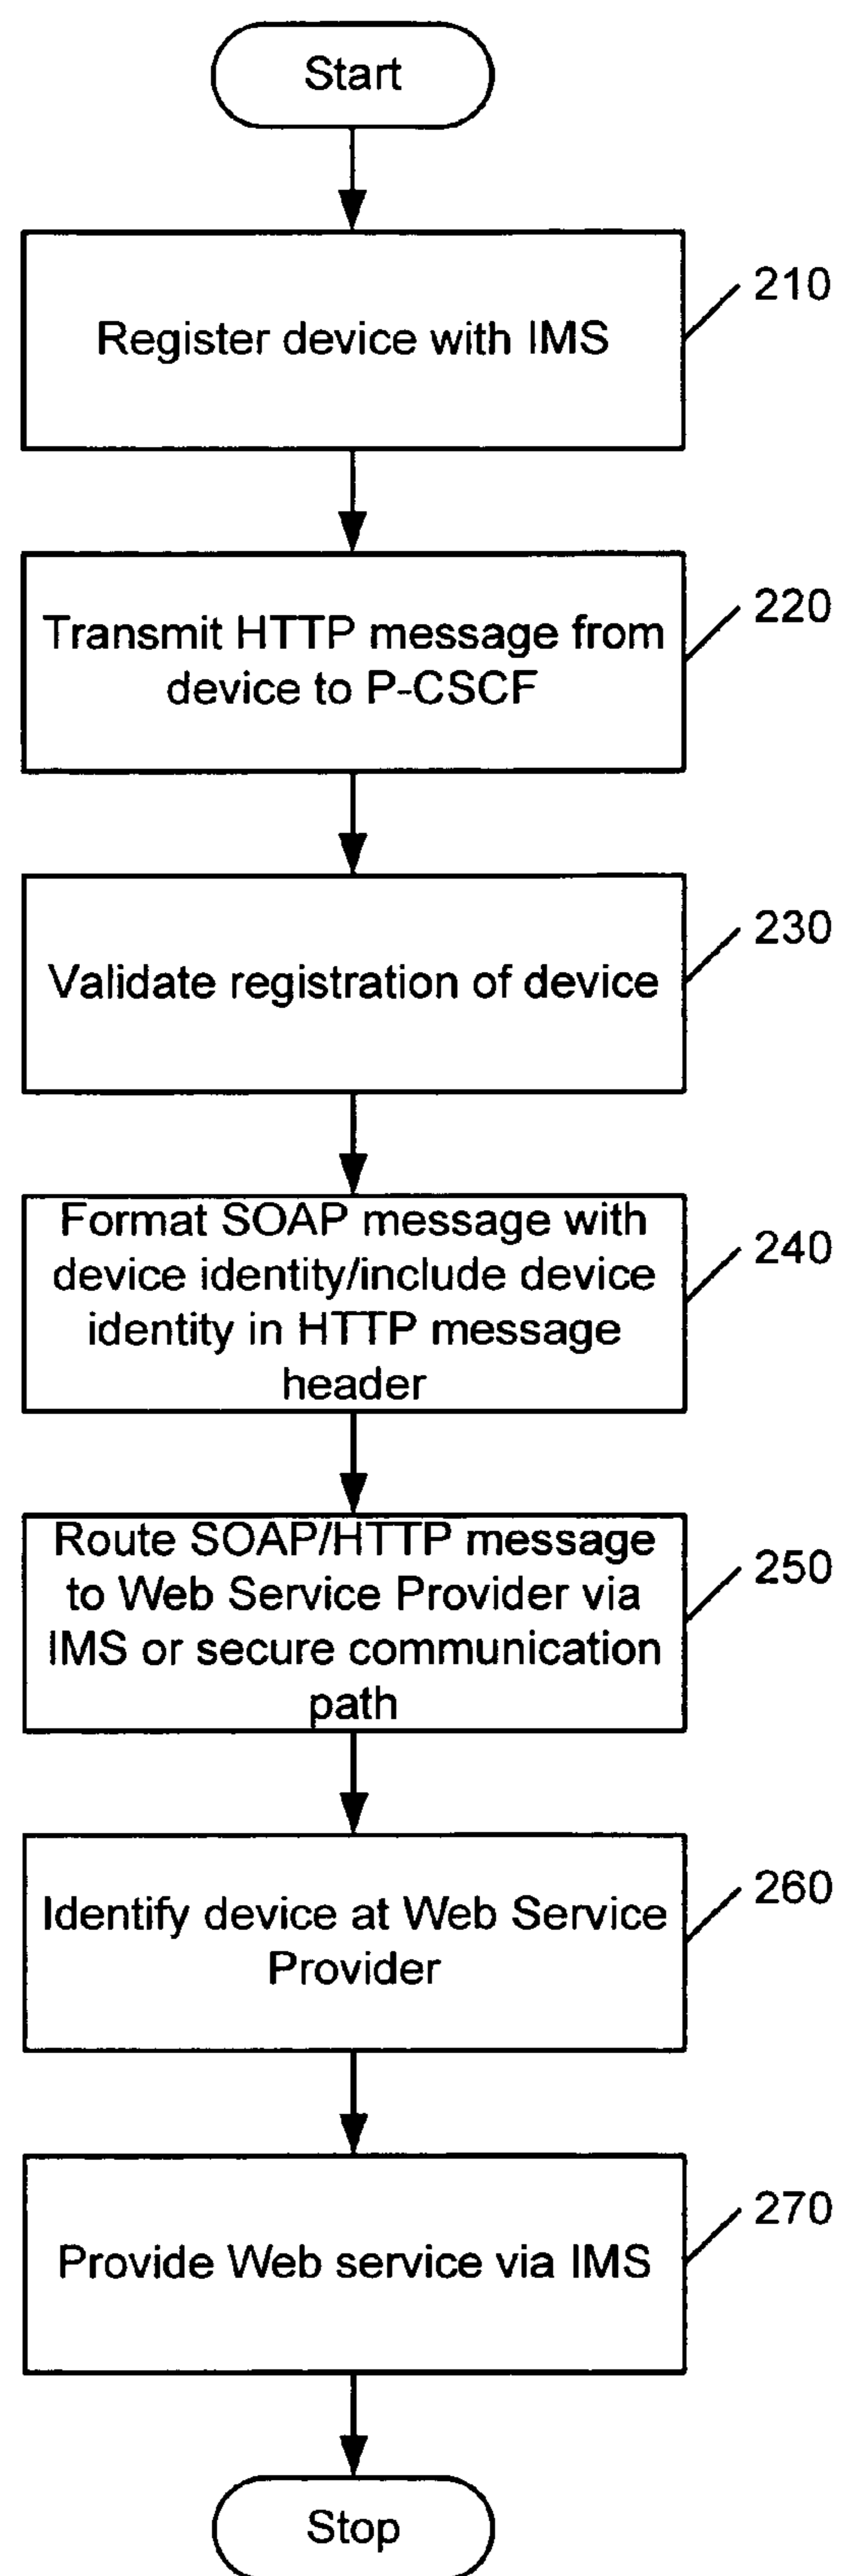 Start
Register device with IMS
210
Transmit HTTP message from
device to P-CSCF
220
Validate registration of device
230
Format SOAP message with
device identity/include device
identity in HTTP message
header
240
Route SOAP/HTTP message
to Web Service Provider via
IMS or secure communication
path
250
Identify device at Web Service
Provider
260
Provide Web service via IMS
270
Stop